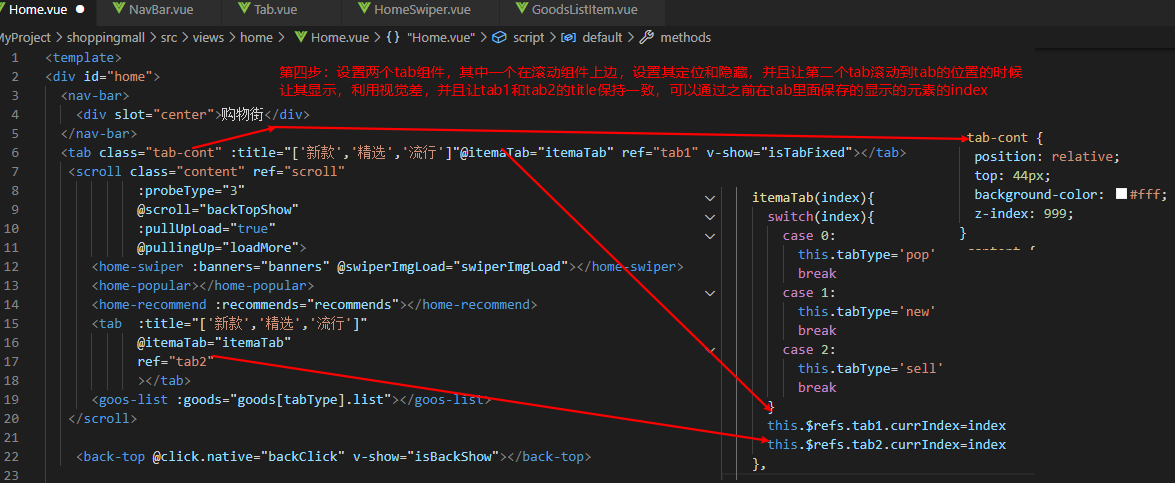 Home.vue ● NavBar.vue Tab.vue HomeSwiper.vue GoodsListItem.vue
MyProject > shoppingmall > src > views > home > Home.vue > {} "Home.vue" > script > default > methods
1 <template>
2 <div id="home">
第四步：设置两个tab组件，其中一个在滚动组件上边，设置其定位和隐藏，并且让第二个tab滚动到tab的位置的时候
让其显示，利用视觉差，并且让tab1和tab2的title保持一致，可以通过之前在tab里面保存的显示的元素的index
3 <nav-bar>
4 <div slot="center">购物街</div>
5 </nav-bar>
6 <tab class="tab-cont" :title="['新款','精选','流行']"@itemaTab="itemaTab" ref="tab1" v-show="isTabFixed"></tab>
7 <scroll class="content" ref="scroll"
8 :probeType="3"
9 @scroll="backTopShow"
10 :pullUpLoad="true"
11 @pullingUp="loadMore">
12 <home-swiper :banners="banners" @swiperImgLoad="swiperImgLoad"></home-swiper>
13 <home-popular></home-popular>
14 <home-recommend :recommends="recommends"></home-recommend>
15 <tab :title="['新款','精选','流行']"
16 @itemaTab="itemaTab"
17 ref="tab2"
18 ></tab>
19 <goos-list :goods="goods[tabType].list"></goos-list>
20 </scroll>
21
22 <back-top @click.native="backClick" v-show="isBackShow"></back-top>
23
tab-cont {
position: relative;
top: 44px;
background-color: #fff;
z-index: 999;
}
itemaTab(index){
switch(index){
case 0:
this.tabType='pop'
break
case 1:
this.tabType='new'
break
case 2:
this.tabType='sell'
break
}
this.$refs.tab1.currIndex=index
this.$refs.tab2.currIndex=index
},